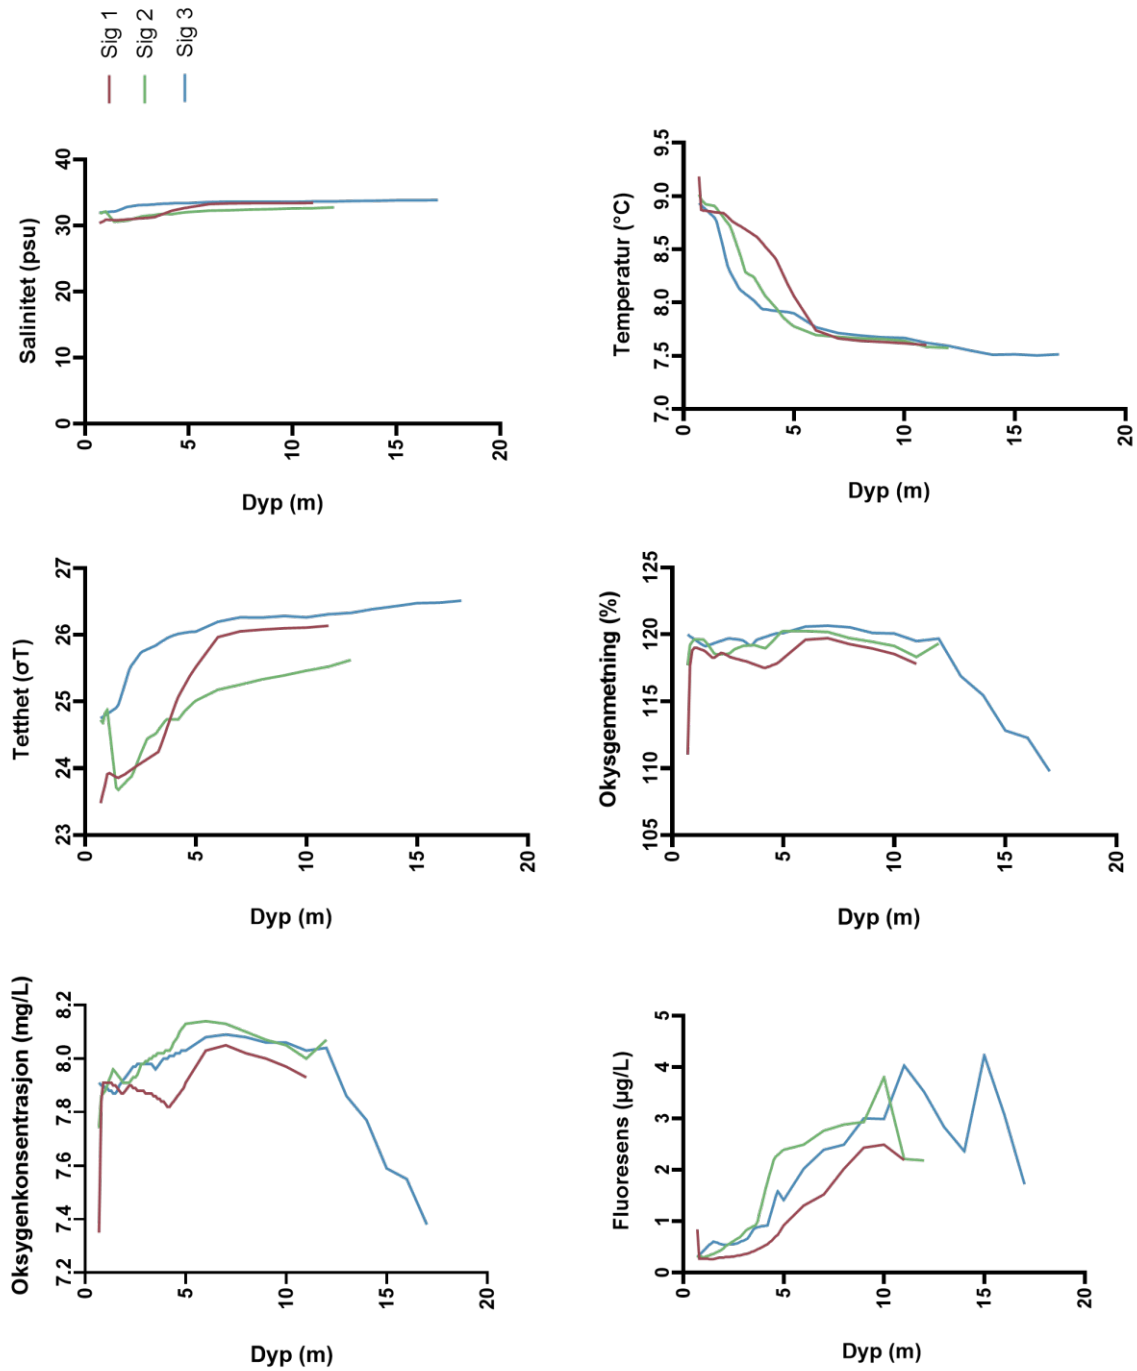 Sig 1
Sig 2
Sig 3
Salinitet (psu)
0 10 20 30 40
0
5
10
15
20
Dyp (m)
Temperatur (°C)
7.0 7.5 8.0 8.5 9.0 9.5
0
5
10
15
20
Dyp (m)
Tetthet (σT)
23 24 25 26 27
0
5
10
15
20
Dyp (m)
Okysgenmetning (%)
105 110 115 120 125
0
5
10
15
20
Dyp (m)
Oksygenkonsentrasjon (mg/L)
7.2 7.4 7.6 7.8 8.0 8.2
0
5
10
15
20
Dyp (m)
Fluoresens (µg/L)
0 1 2 3 4 5
0
5
10
15
20
Dyp (m)